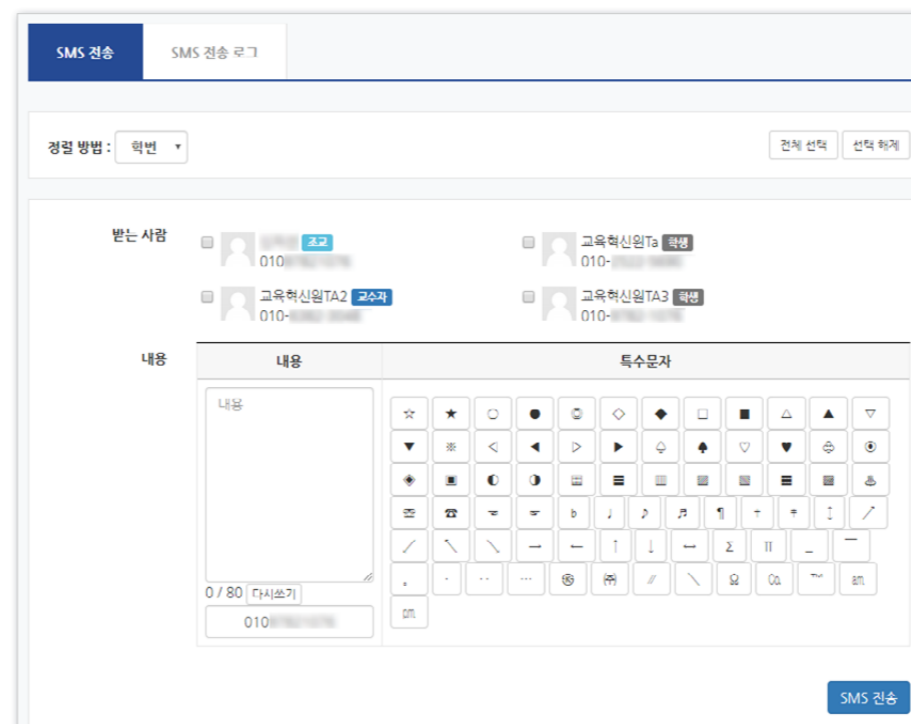 SMS 전송 SMS 전송 로그
정렬 방법 : 학번 전체 선택 선택 해제
받는 사람
조교
010
교육혁신원Ta 학생
010-
교육혁신원TA2 교수자
010-
교육혁신원TA3 학생
010-
내용
내용 특수문자
내용
☆ ★ ○ ● ◎ ◇ ◆ □ ■ △ ▲ ▽
▼ ※ ◁ ◀ ▷ ▶ ♤ ♠ ♡ ♥ ♧ ⊙
◈ ▣ ◐ ◑ ▒ ▤ ▥ ▨ ▧ ▦ ▩ ♨
☏ ☎ ☜ ☞ ♭ ♩ ♪ ♬ ¶ † ‡ ↕ ↗
↙ ↖ ↘ → ← ↑ ↓ ↔ Σ Π _ ￣
。 · ‥ … ㉿ ㈜ ∥ ＼ Ω ㏇ ™ ㏂
㏘
0 / 80 다시쓰기
010
SMS 전송